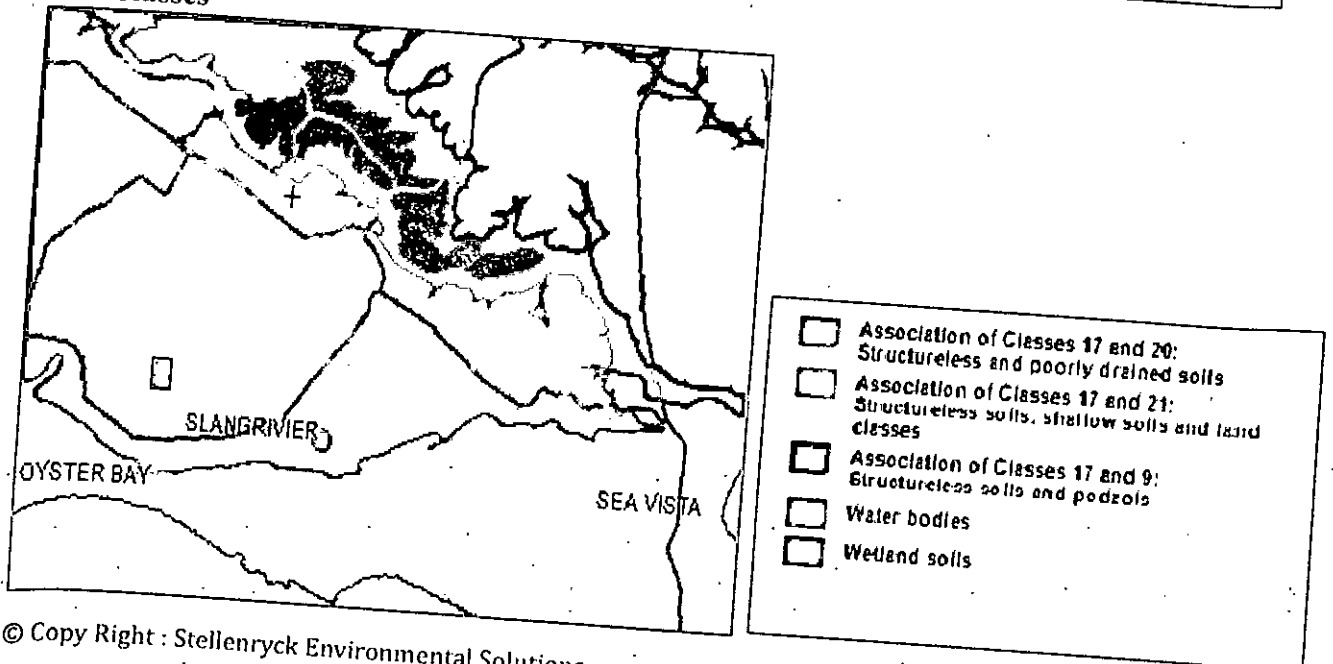 SLANGRIVIER
OYSTER BAY
SEA VISTA
Association of Classes 17 and 20:
Structureless and poorly drained soils
Association of Classes 17 and 21:
Structureless soils, shallow soils and land
classes
Association of Classes 17 and 9:
Structureless soils and podzols
Water bodies
Wetland soils
© Copy Right : Stellenryck Environmental Solutions